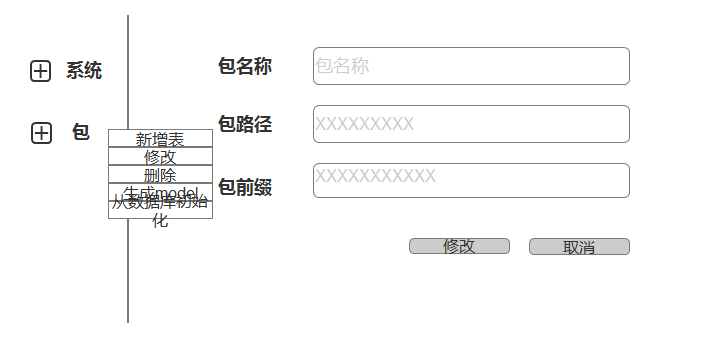 系统
包
新增表
修改
删除
生成model
从数据库初始
化
包名称
包名称
包路径
XXXXXXXXX
包前缀
XXXXXXXXXXX
修改
取消